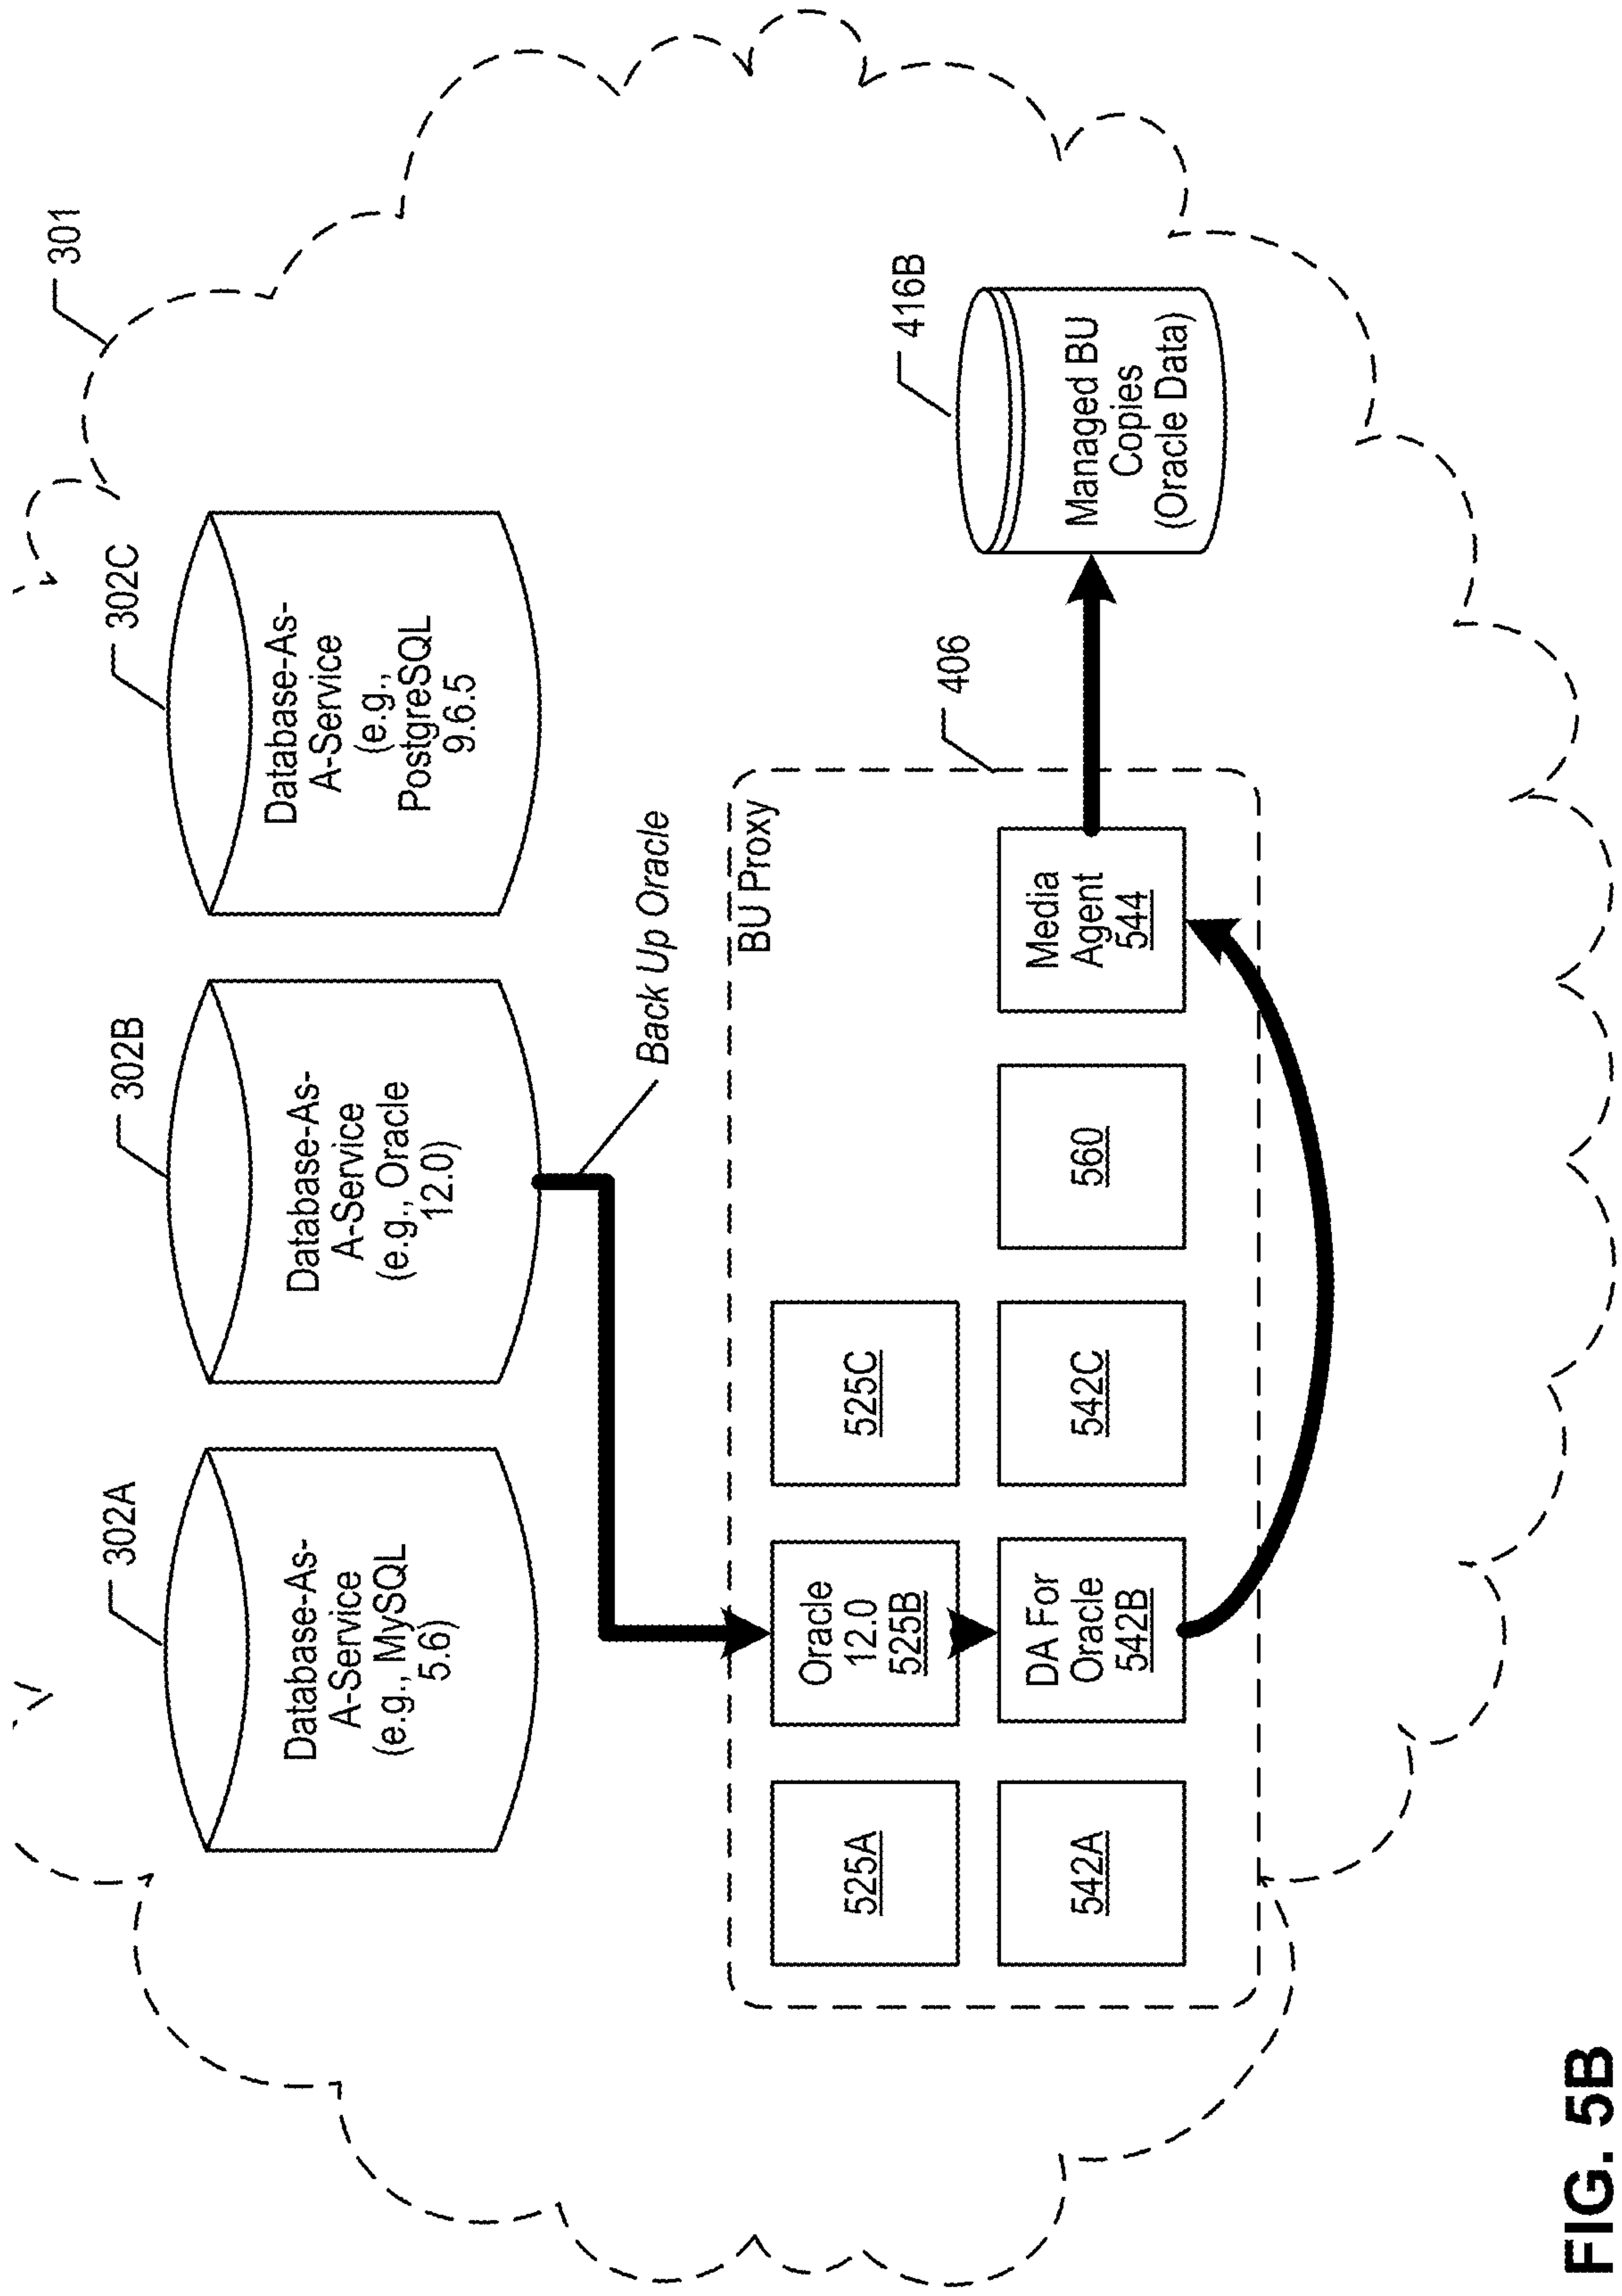 301
302A
302B
302C
Database-As-
A-Service
(e.g., MySQL
5.6)
Database-As-
A-Service
(e.g., Oracle
12.0)
Database-As-
A-Service
(e.g.,
PostgreSQL
9.6.5
Back Up Oracle
BU Proxy
406
416B
525A
Oracle
12.0
525B
525C
542A
DA For
Oracle
542B
542C
560
Media
Agent
544
Managed BU
Copies
(Oracle Data)
FIG. 5B